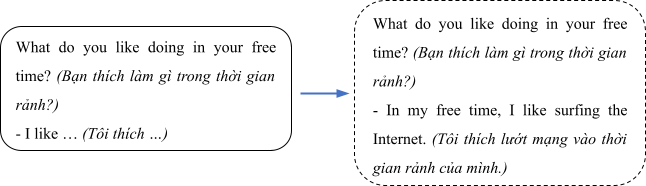 What do you like doing in your free
time? (Bạn thích làm gì trong thời gian
rảnh?)
- I like … (Tôi thích …)
What do you like doing in your free
time? (Bạn thích làm gì trong thời gian
rảnh?)
- In my free time, I like surfing the
Internet. (Tôi thích lướt mạng vào thời
gian rảnh của mình.)